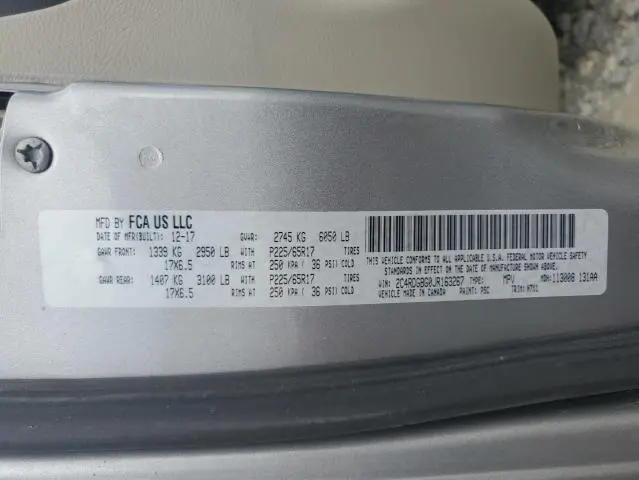 MFD BY FCA US LLC
DATE OF MFR(BUILT): 12-17 GVWR: 2745 KG 6050 LB
GAWR FRONT: 1339 KG 2950 LB WITH P225/65R17 TIRES
17X6.5 RIMS AT 250 KPA ( 36 PSI) COLD
GAWR REAR: 1407 KG 3100 LB WITH P225/65R17 TIRES
17X6.5 RIMS AT 250 KPA ( 36 PSI) COLD
THIS VEHICLE CONFORMS TO ALL APPLICABLE U.S.A. FEDERAL MOTOR VEHICLE SAFETY
STANDARDS IN EFFECT ON THE DATE OF MANUFACTURE SHOWN ABOVE.
VIN: 2C4RDGBG0JR163267 TYPE: MPV MDH: 113008 131AA
VEHICLE MADE IN CANADA PAINT: PSC TRIM: